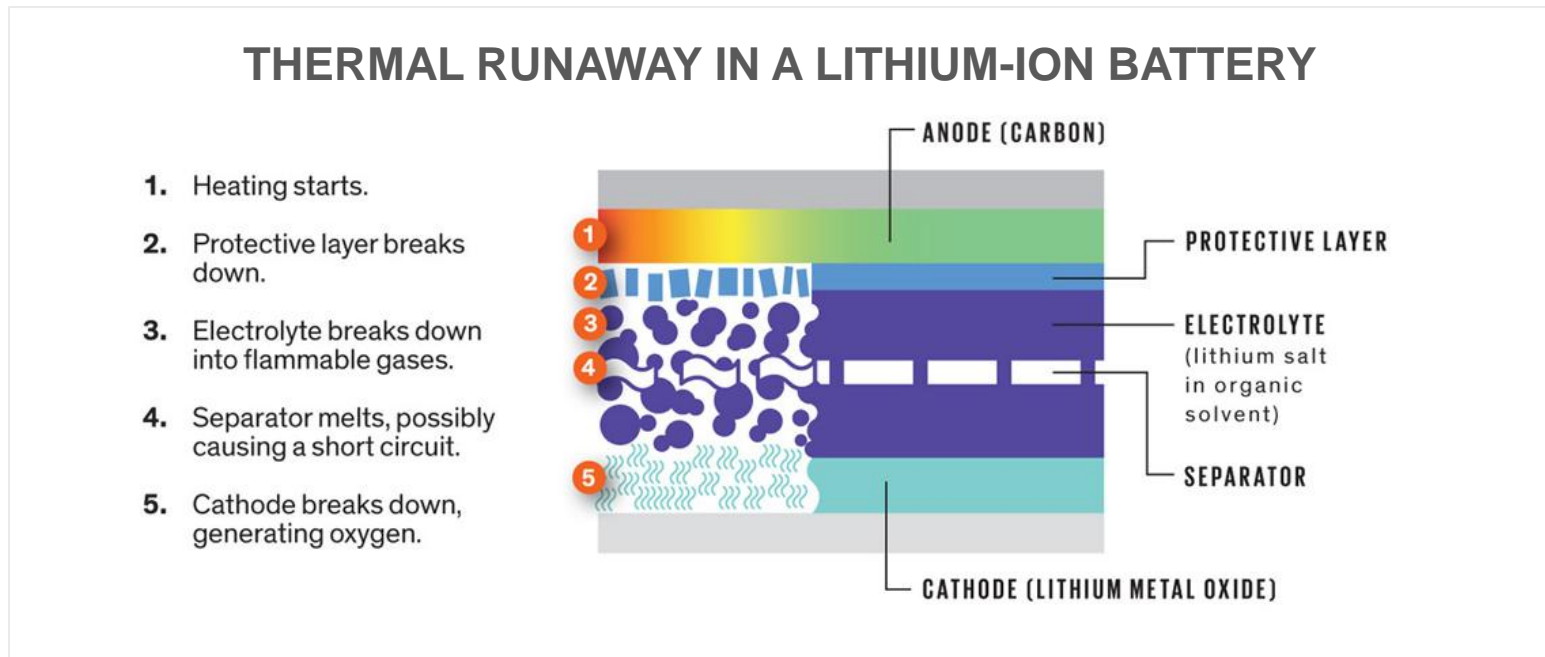 THERMAL RUNAWAY IN A LITHIUM-ION BATTERY
1. Heating starts.
2. Protective layer breaks
down.
3. Electrolyte breaks down
into flammable gases.
4. Separator melts, possibly
causing a short circuit.
5. Cathode breaks down,
generating oxygen.
ANODE (CARBON)
1
2
3
4
5
PROTECTIVE LAYER
ELECTROLYTE
(lithium salt
in organic
solvent)
SEPARATOR
CATHODE (LITHIUM METAL OXIDE)